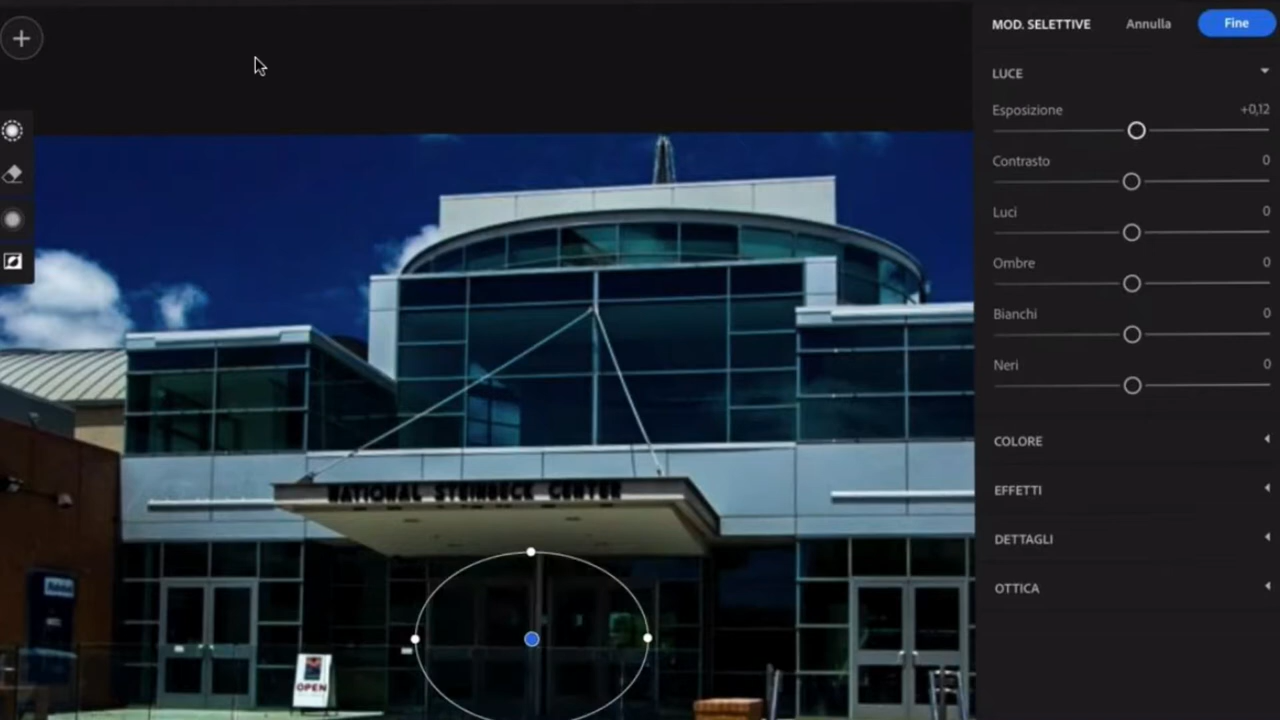 MOD. SELETTIVE Annulla Fine
LUCE
Esposizione +0,12
Contrasto 0
Luci 0
Ombre 0
Bianchi 0
Neri 0
COLORE
EFFETTI
DETTAGLI
OTTICA
NATIONAL STEINBECK CENTER
OPEN